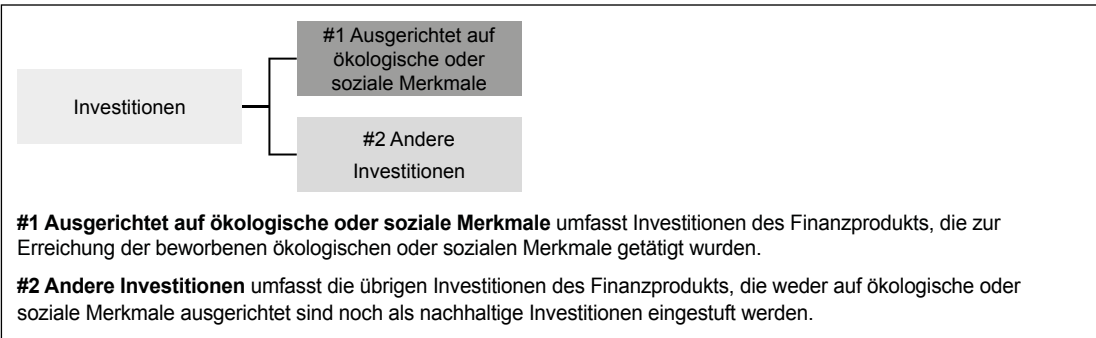 #1 Ausgerichtet auf
ökologische oder
soziale Merkmale
Investitionen
#2 Andere
Investitionen
#1 Ausgerichtet auf ökologische oder soziale Merkmale umfasst Investitionen des Finanzprodukts, die zur
Erreichung der beworbenen ökologischen oder sozialen Merkmale getätigt wurden.
#2 Andere Investitionen umfasst die übrigen Investitionen des Finanzprodukts, die weder auf ökologische oder
soziale Merkmale ausgerichtet sind noch als nachhaltige Investitionen eingestuft werden.